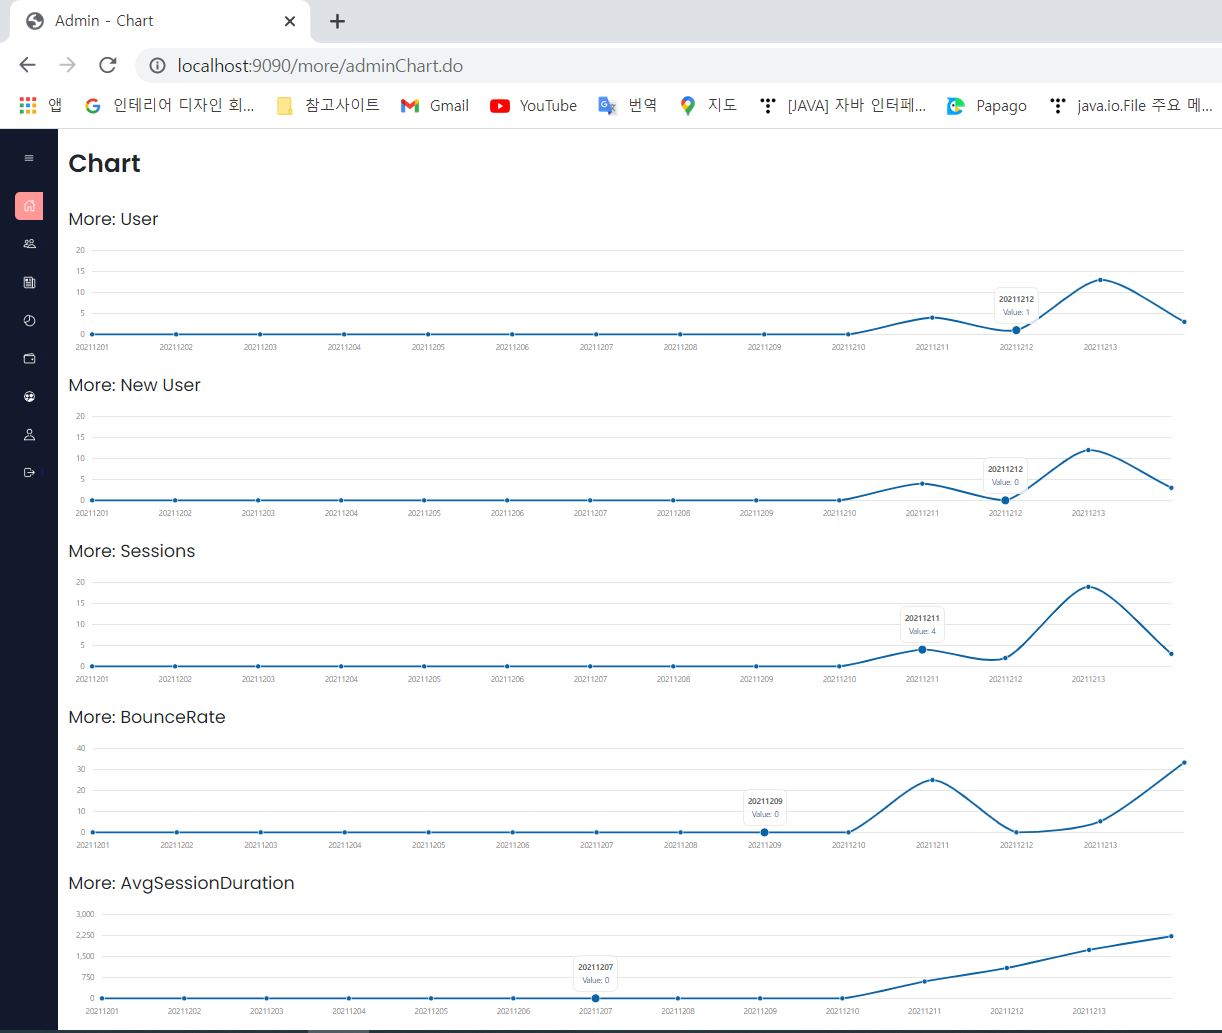 Admin - Chart
localhost:9090/more/adminChart.do
앱 인테리어 디자인 회... 참고사이트 Gmail YouTube 번역 지도 [JAVA] 자바 인터페... Papago java.io.File 주요 메...
Chart
More: User
20
15
10
5
0
20211212
Value: 1
20211201 20211202 20211203 20211204 20211205 20211206 20211207 20211208 20211209 20211210 20211211 20211212 20211213
More: New User
20
15
10
5
0
20211212
Value: 0
20211201 20211202 20211203 20211204 20211205 20211206 20211207 20211208 20211209 20211210 20211211 20211212 20211213
More: Sessions
20
15
10
5
0
20211211
Value: 4
20211201 20211202 20211203 20211204 20211205 20211206 20211207 20211208 20211209 20211210 20211211 20211212 20211213
More: BounceRate
40
30
20
10
0
20211209
Value: 0
20211201 20211202 20211203 20211204 20211205 20211206 20211207 20211208 20211209 20211210 20211211 20211212 20211213
More: AvgSessionDuration
3,000
2,250
1,500
750
0
20211207
Value: 0
20211201 20211202 20211203 20211204 20211205 20211206 20211207 20211208 20211209 20211210 20211211 20211212 20211213